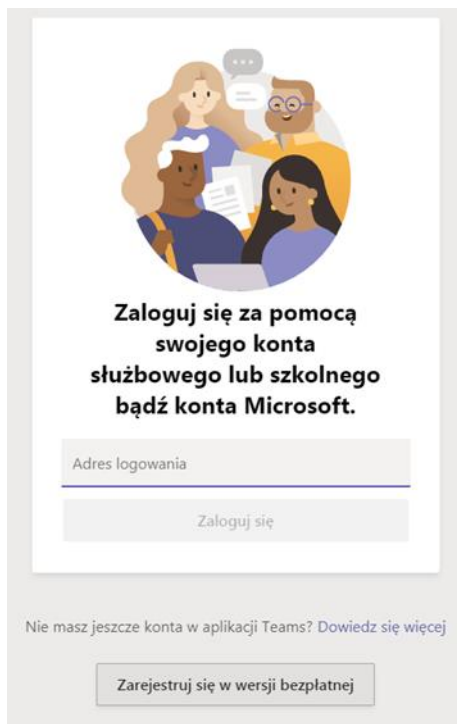 Zaloguj się za pomocą
swojego konta
służbowego lub szkolnego
bądź konta Microsoft.
Adres logowania
Zaloguj się
Nie masz jeszcze konta w aplikacji Teams? Dowiedz się więcej
Zarejestruj się w wersji bezpłatnej